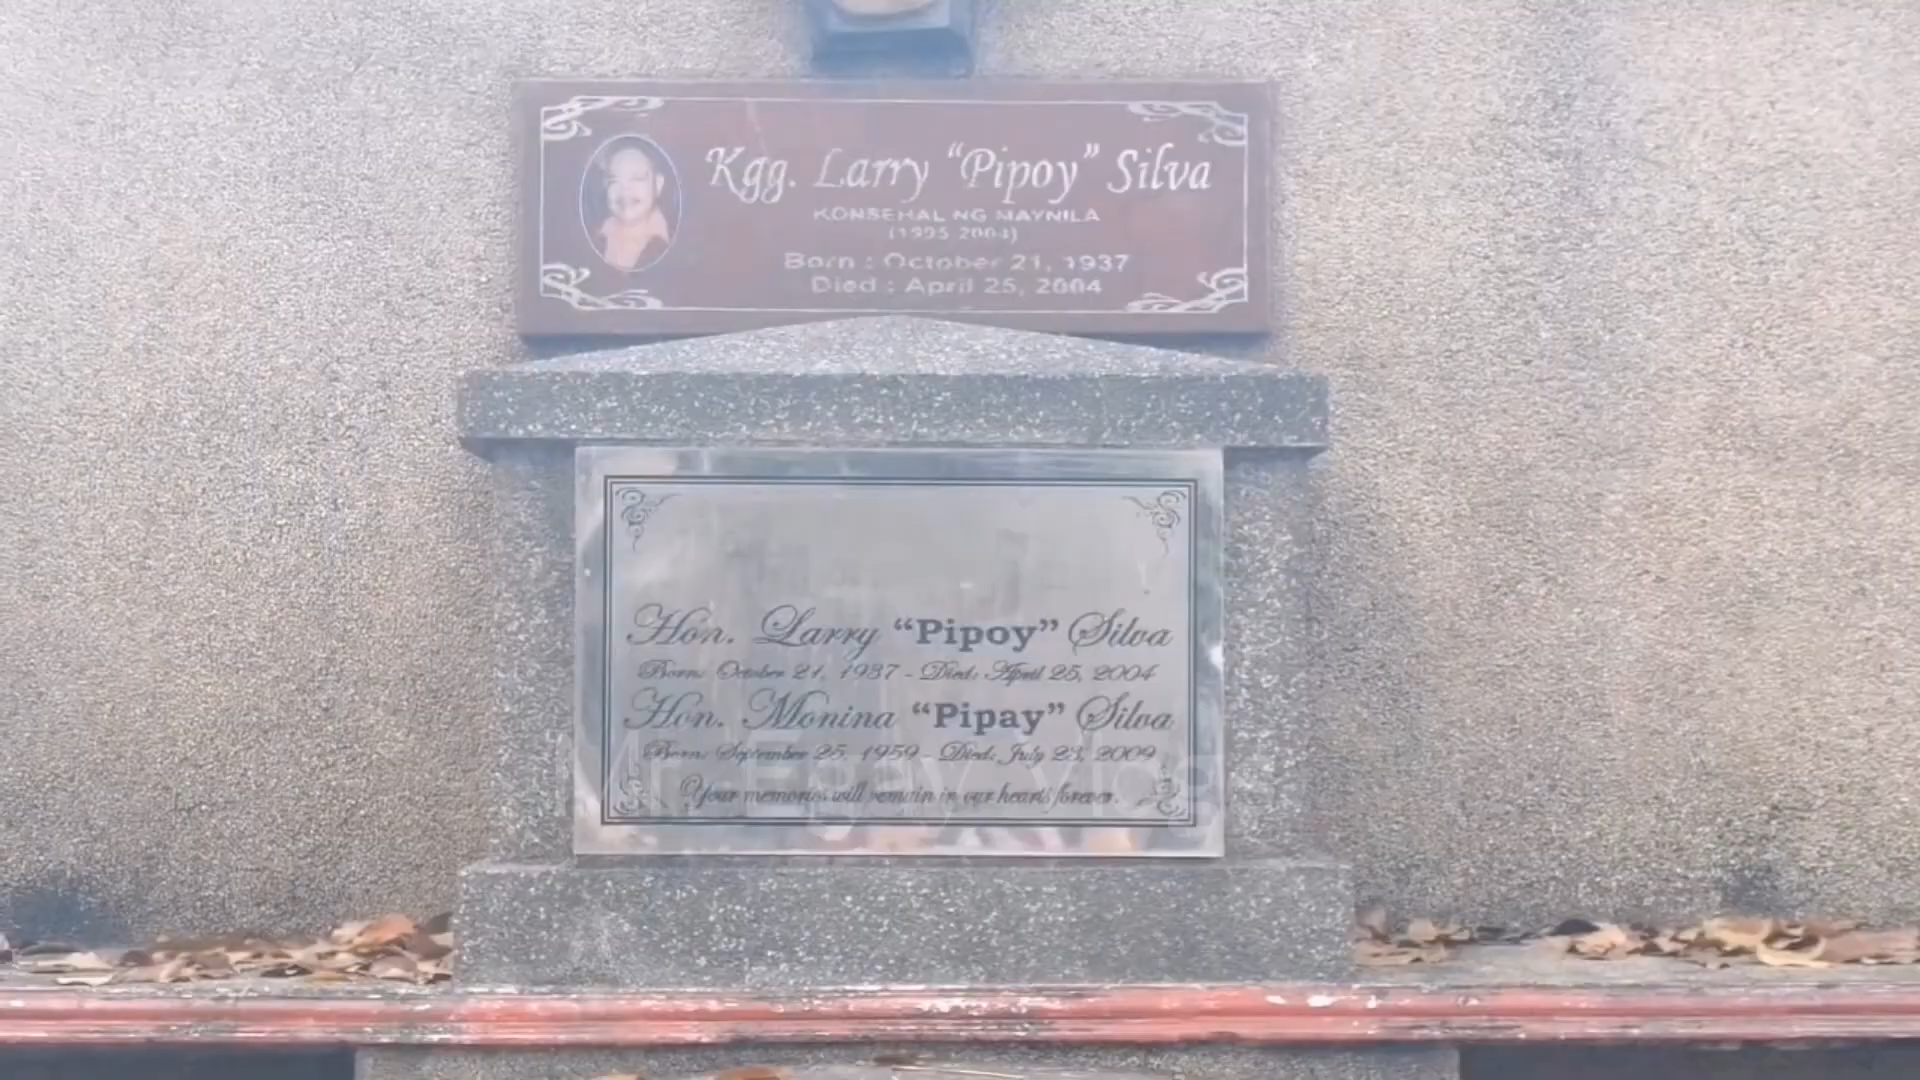 Kgg. Larry “Pipoy” Silva
KONSEHAL NG MAYNILA
(1995-2004)
Born : October 21, 1937
Died : April 25, 2004
Hon. Larry “Pipoy” Silva
Born: October 21, 1937 - Died: April 25, 2004
Hon. Monina “Pipay” Silva
Born: September 25, 1959 - Died: July 23, 2009
Your memories will remain in our hearts forever.